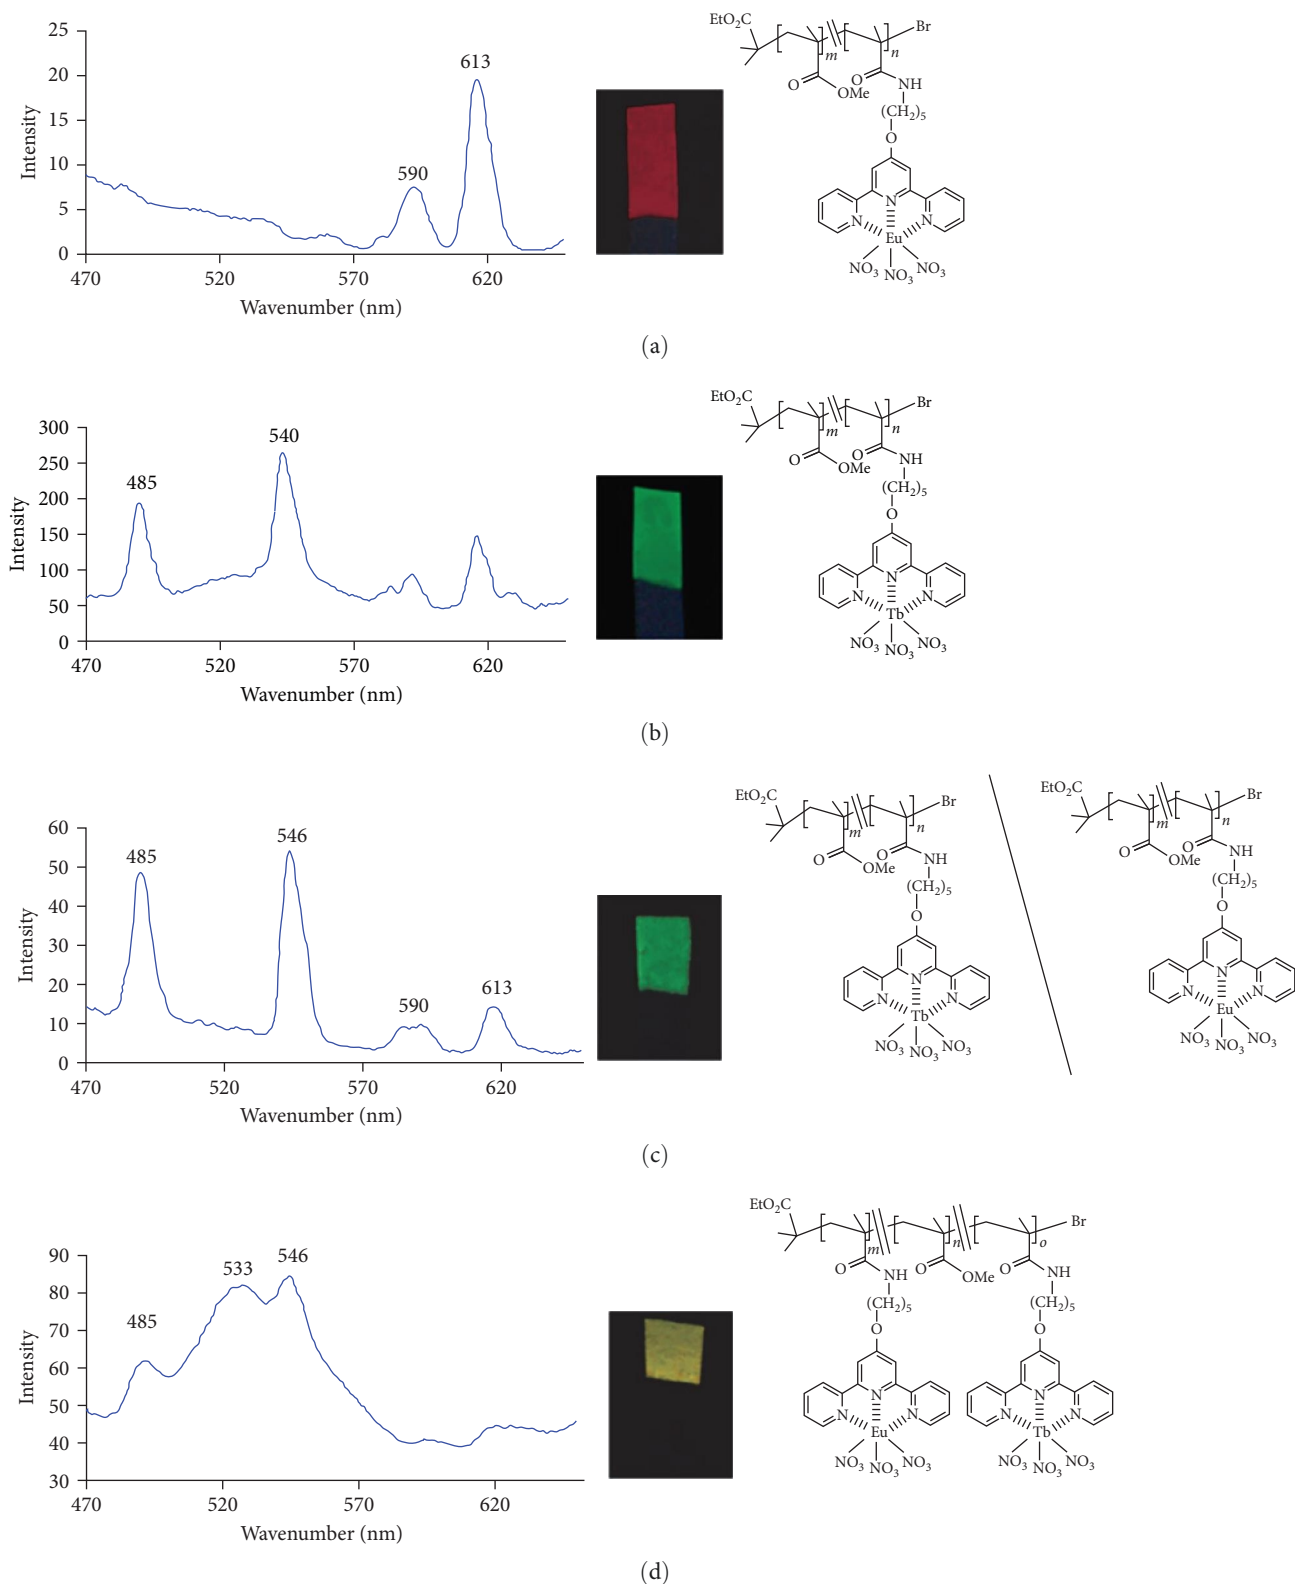 25
20
15
10
5
0
Intensity
590
613
470
520
570
620
Wavenumber (nm)
EtO₂C
Br
m
n
O
OMe
O
NH
(CH₂)₅
O
N
N
N
Eu
NO₃
NO₃
NO₃
(a)
300
250
200
150
100
50
0
Intensity
485
540
470
520
570
620
Wavenumber (nm)
EtO₂C
Br
m
n
O
OMe
O
NH
(CH₂)₅
O
N
N
N
Tb
NO₃
NO₃
NO₃
(b)
60
50
40
30
20
10
0
Intensity
485
546
590
613
470
520
570
620
Wavenumber (nm)
EtO₂C
Br
m
n
O
OMe
O
NH
(CH₂)₅
O
N
N
N
Tb
NO₃
NO₃
NO₃
EtO₂C
Br
m
n
O
OMe
O
NH
(CH₂)₅
O
N
N
N
Eu
NO₃
NO₃
NO₃
(c)
90
80
70
60
50
40
30
Intensity
485
533
546
470
520
570
620
Wavenumber (nm)
EtO₂C
Br
m
n
o
O
NH
O
OMe
O
NH
(CH₂)₅
(CH₂)₅
O
O
N
N
N
Eu
NO₃
NO₃
NO₃
N
N
N
Tb
NO₃
NO₃
NO₃
(d)